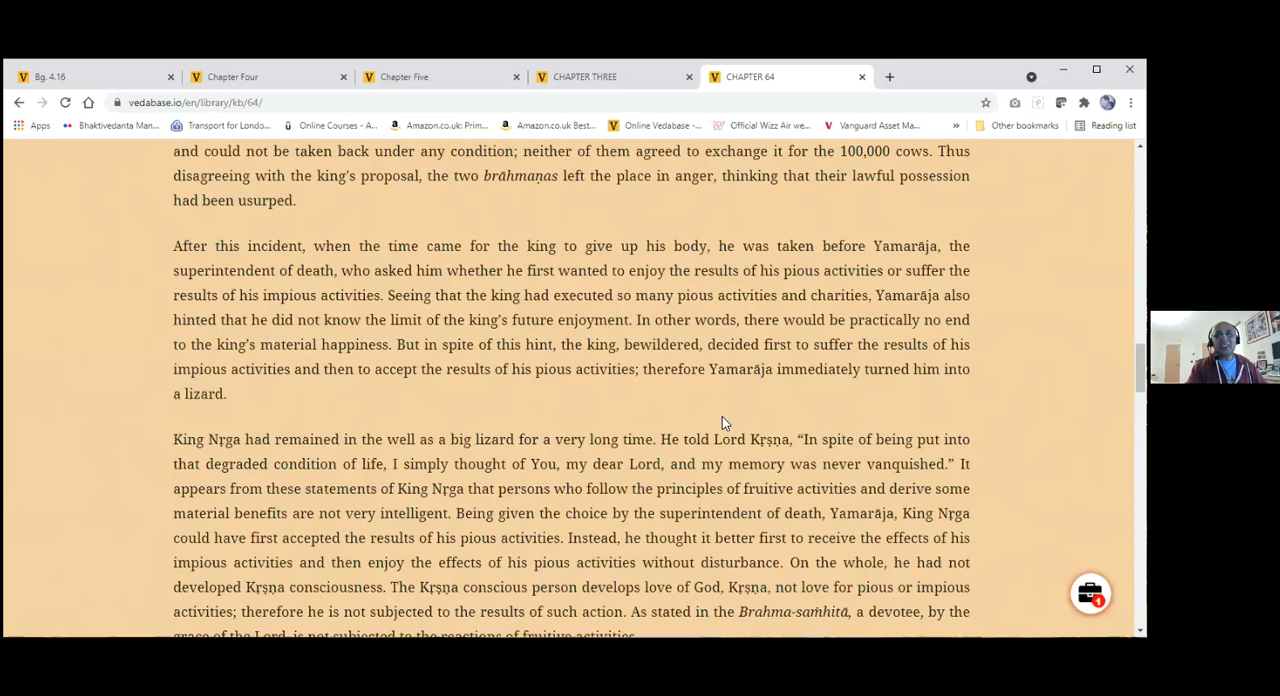 Bg. 4.16
Chapter Four
Chapter Five
CHAPTER THREE
CHAPTER 64
vedabase.io/en/library/kb/64/
Apps
Bhaktivedanta Man...
Transport for Londo...
Online Courses - A...
Amazon.co.uk: Prim...
Amazon.co.uk Best...
Online Vedabase -...
Official Wizz Air we...
Vanguard Asset Ma...
»
Other bookmarks
Reading list
and could not be taken back under any condition; neither of them agreed to exchange it for the 100,000 cows. Thus
disagreeing with the king's proposal, the two brāhmaṇas left the place in anger, thinking that their lawful possession
had been usurped.
After this incident, when the time came for the king to give up his body, he was taken before Yamarāja, the
superintendent of death, who asked him whether he first wanted to enjoy the results of his pious activities or suffer the
results of his impious activities. Seeing that the king had executed so many pious activities and charities, Yamarāja also
hinted that he did not know the limit of the king's future enjoyment. In other words, there would be practically no end
to the king's material happiness. But in spite of this hint, the king, bewildered, decided first to suffer the results of his
impious activities and then to accept the results of his pious activities; therefore Yamarāja immediately turned him into
a lizard.
King Nṛga had remained in the well as a big lizard for a very long time. He told Lord Kṛṣṇa, “In spite of being put into
that degraded condition of life, I simply thought of You, my dear Lord, and my memory was never vanquished.” It
appears from these statements of King Nṛga that persons who follow the principles of fruitive activities and derive some
material benefits are not very intelligent. Being given the choice by the superintendent of death, Yamarāja, King Nṛga
could have first accepted the results of his pious activities. Instead, he thought it better first to receive the effects of his
impious activities and then enjoy the effects of his pious activities without disturbance. On the whole, he had not
developed Kṛṣṇa consciousness. The Kṛṣṇa conscious person develops love of God, Kṛṣṇa, not love for pious or impious
activities; therefore he is not subjected to the results of such action. As stated in the Brahma-saṁhitā, a devotee, by the
grace of the Lord, is not subjected to the reactions of fruitive activities.
1